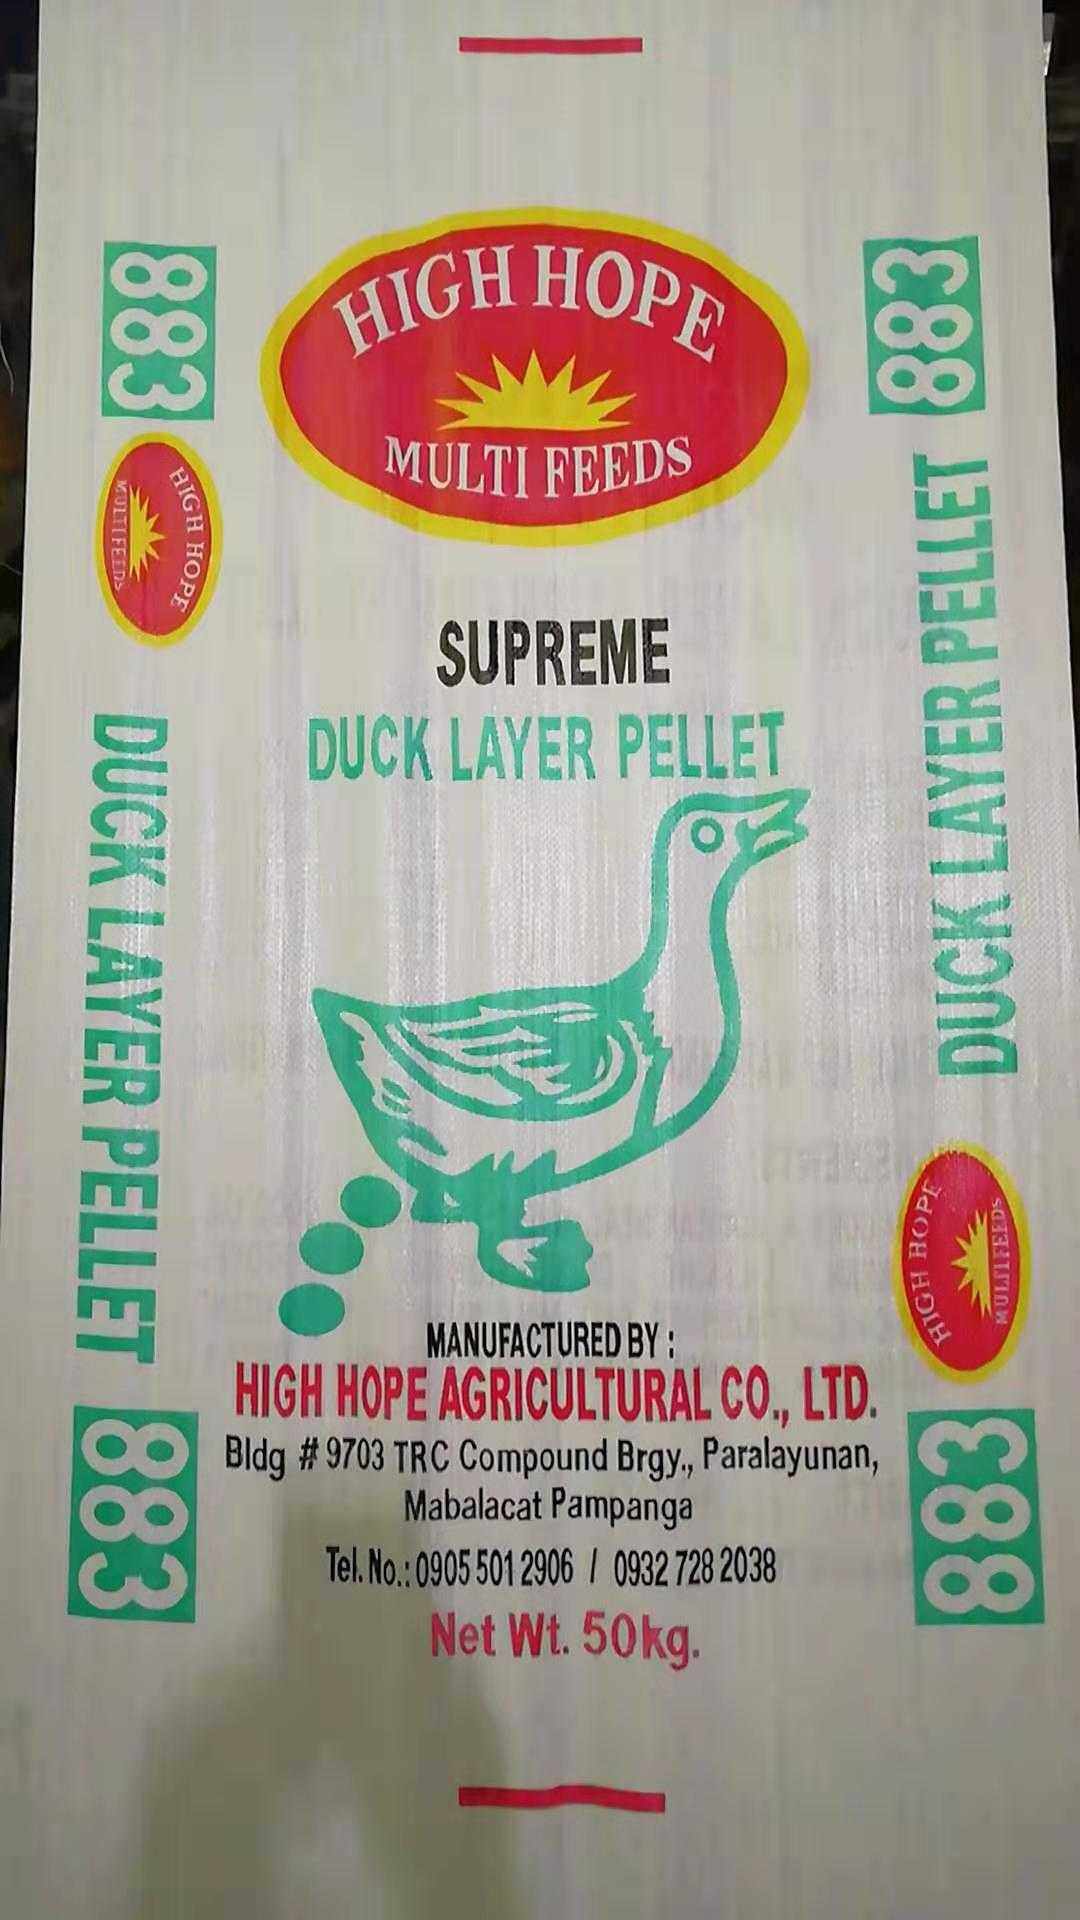 HIGH HOPE
MULTI FEEDS
SUPREME
DUCK LAYER PELLET
MANUFACTURED BY :
HIGH HOPE AGRICULTURAL CO., LTD.
Bldg # 9703 TRC Compound Brgy., Paralayunan,
Mabalacat Pampanga
Tel. No.: 0905 501 2906 / 0932 728 2038
Net Wt. 50kg.
883
HIGH HOPE
MULTI FEEDS
DUCK LAYER PELLET
883
883
DUCK LAYER PELLET
HIGH HOPE
MULTI FEEDS
883